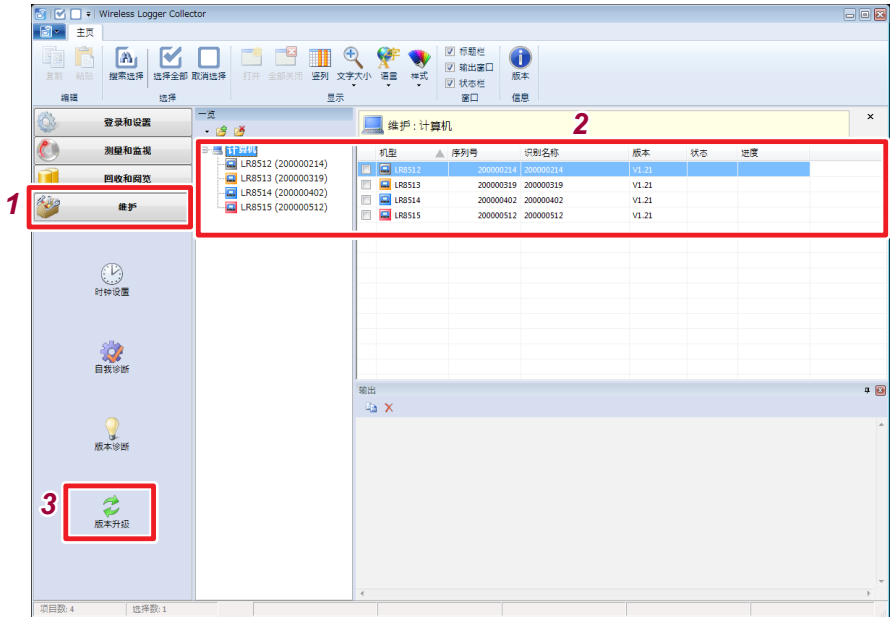 Wireless Logger Collector
主页
复制 粘贴 搜索选择 选择全部 取消选择 打开 全部关闭 竖列 文字大小 语言 样式 标题栏 输出窗口 状态栏 版本
编辑 选择 显示 窗口 信息
登录和设置
测量和监视
回收和阅览
1 维护
时钟设置
自我诊断
版本诊断
3 版本升级
一览
计算机
LR8512 (200000214)
LR8513 (200000319)
LR8514 (200000402)
LR8515 (200000512)
维护 : 计算机 2
机型 序列号 识别名称 版本 状态 进度
LR8512 200000214 200000214 V1.21
LR8513 200000319 200000319 V1.21
LR8514 200000402 200000402 V1.21
LR8515 200000512 200000512 V1.21
输出
项目数: 4 选择数: 1